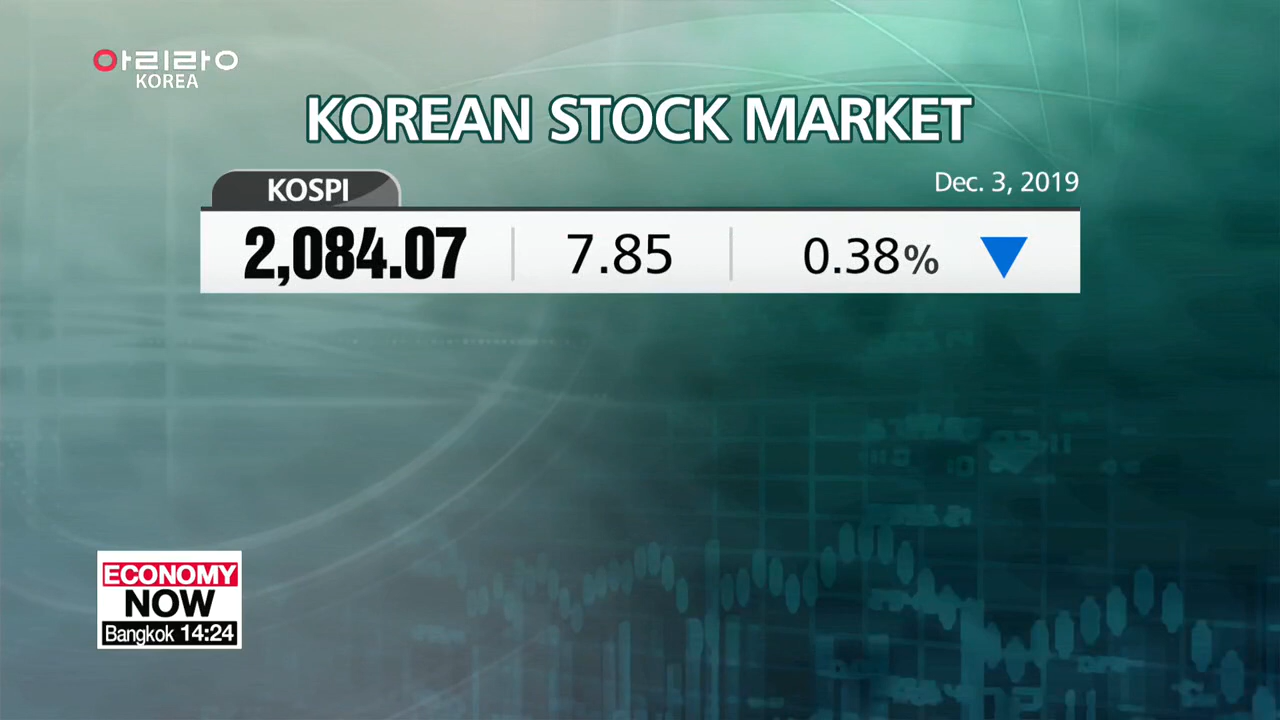 아리랑
KOREA
KOREAN STOCK MARKET
KOSPI
Dec. 3, 2019
2,084.07 7.85 0.38%
ECONOMY
NOW
Bangkok 14:24